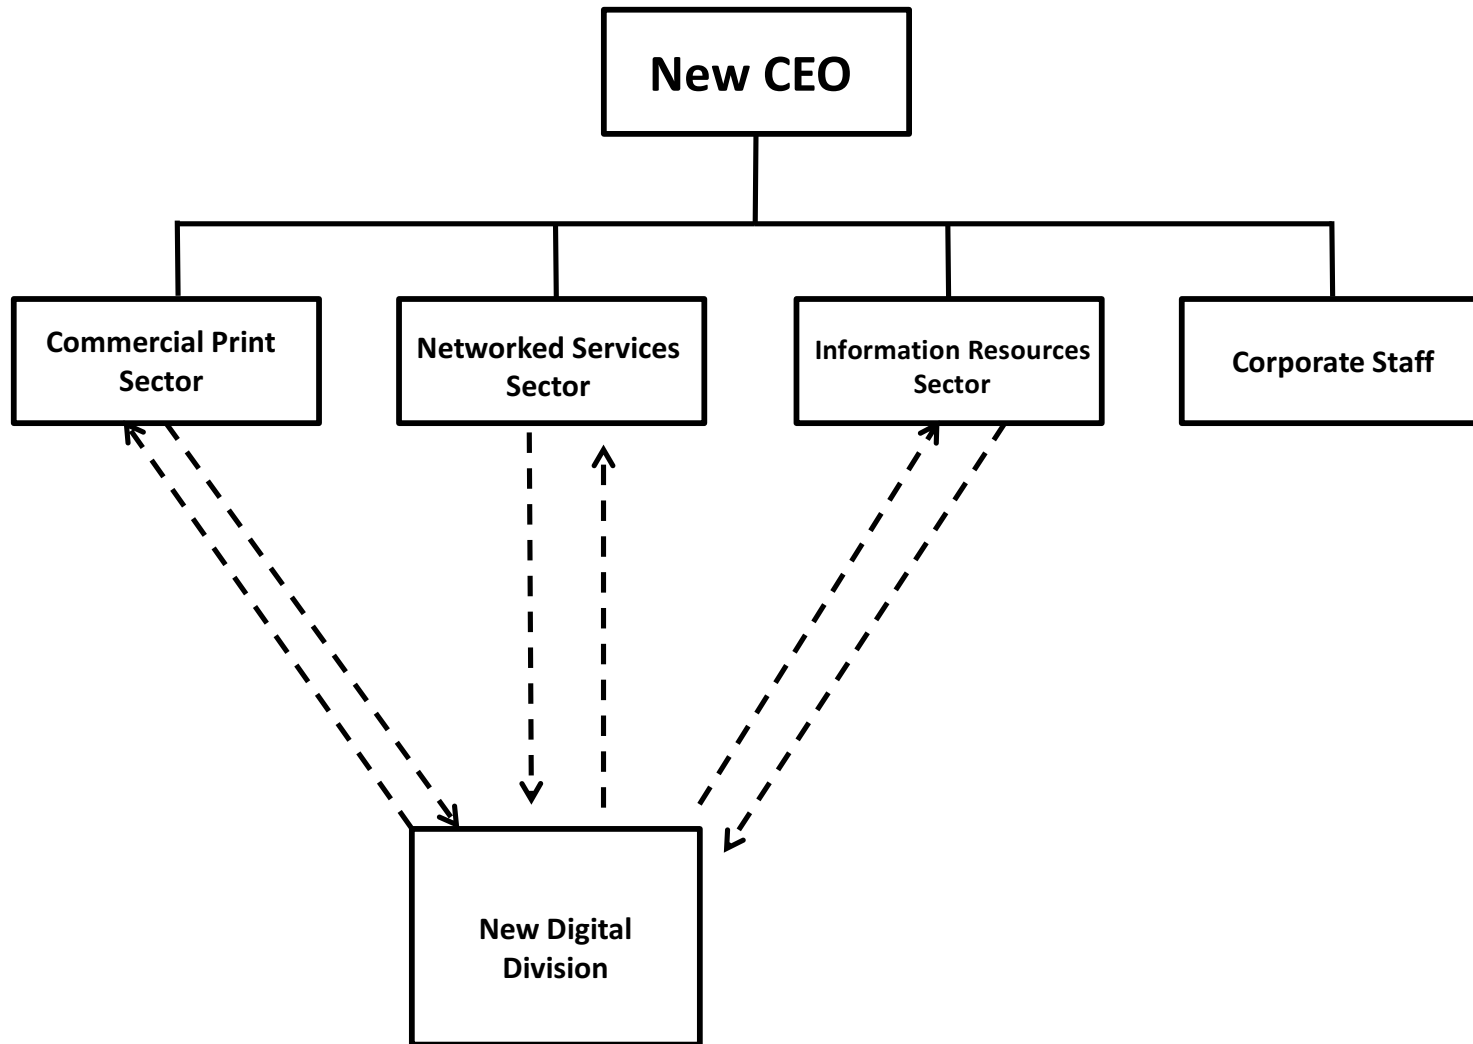 New CEO
Commercial Print
Sector
Networked Services
Sector
Information Resources
Sector
Corporate Staff
New Digital
Division